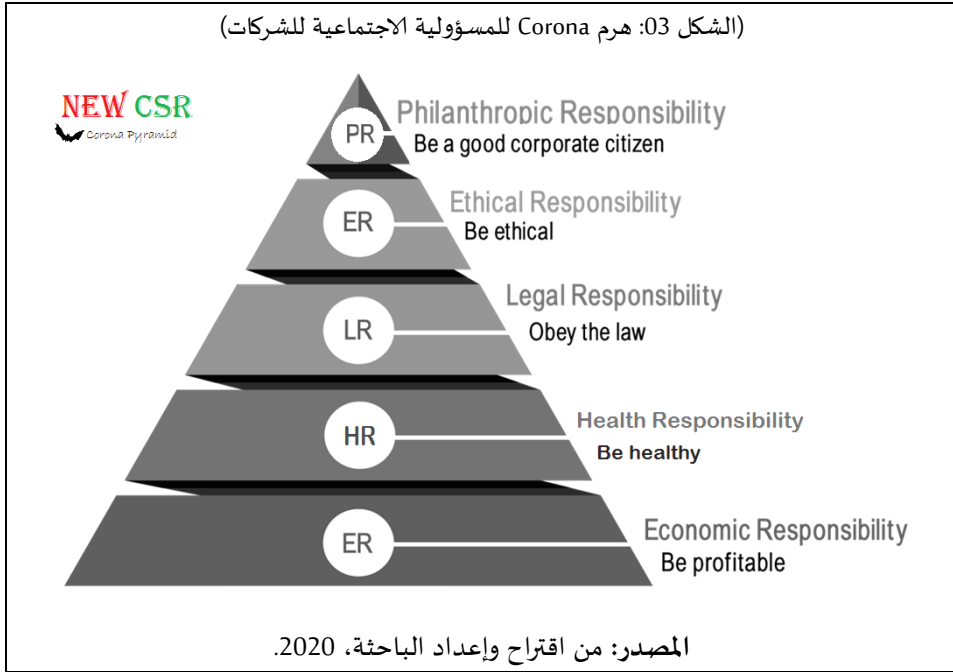 (الشكل 03: هرم Corona للمسؤولية الاجتماعية للشركات)
NEW CSR
Corona Pyramid
PR
Philanthropic Responsibility
Be a good corporate citizen
ER
Ethical Responsibility
Be ethical
LR
Legal Responsibility
Obey the law
HR
Health Responsibility
Be healthy
ER
Economic Responsibility
Be profitable
المصدر: من اقتراح وإعداد الباحثة، 2020.